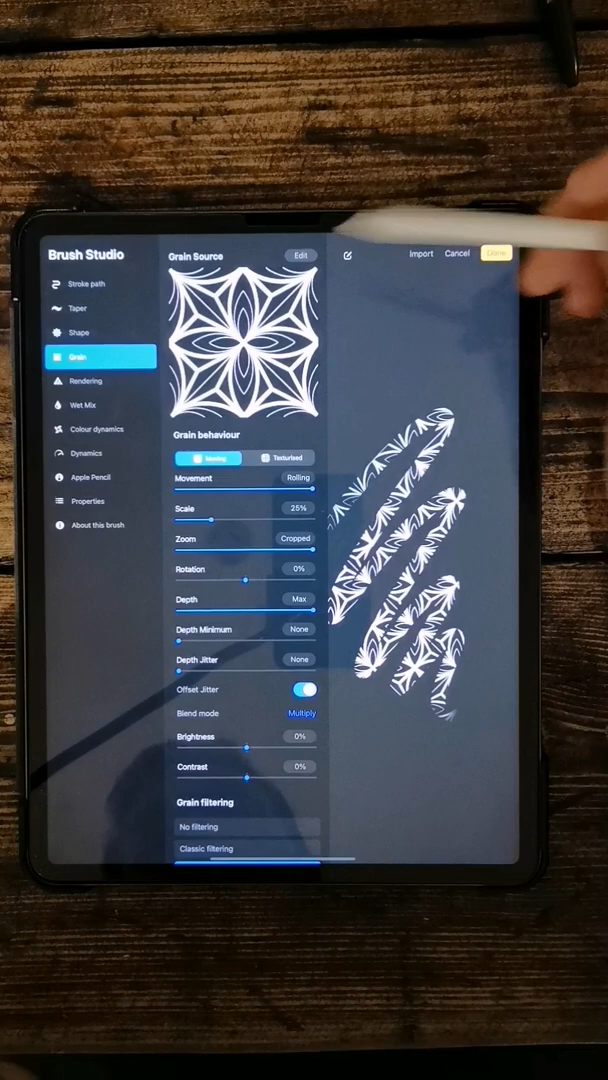 Brush Studio
Stroke path
Taper
Shape
Grain
Rendering
Wet Mix
Colour dynamics
Dynamics
Apple Pencil
Properties
About this brush
Grain Source
Edit
Grain behaviour
Moving
Texturised
Movement
Rolling
Scale
25%
Zoom
Cropped
Rotation
0%
Depth
Max
Depth Minimum
None
Depth Jitter
None
Offset Jitter
Blend mode
Multiply
Brightness
0%
Contrast
0%
Grain filtering
No filtering
Classic filtering
Import
Cancel
Done